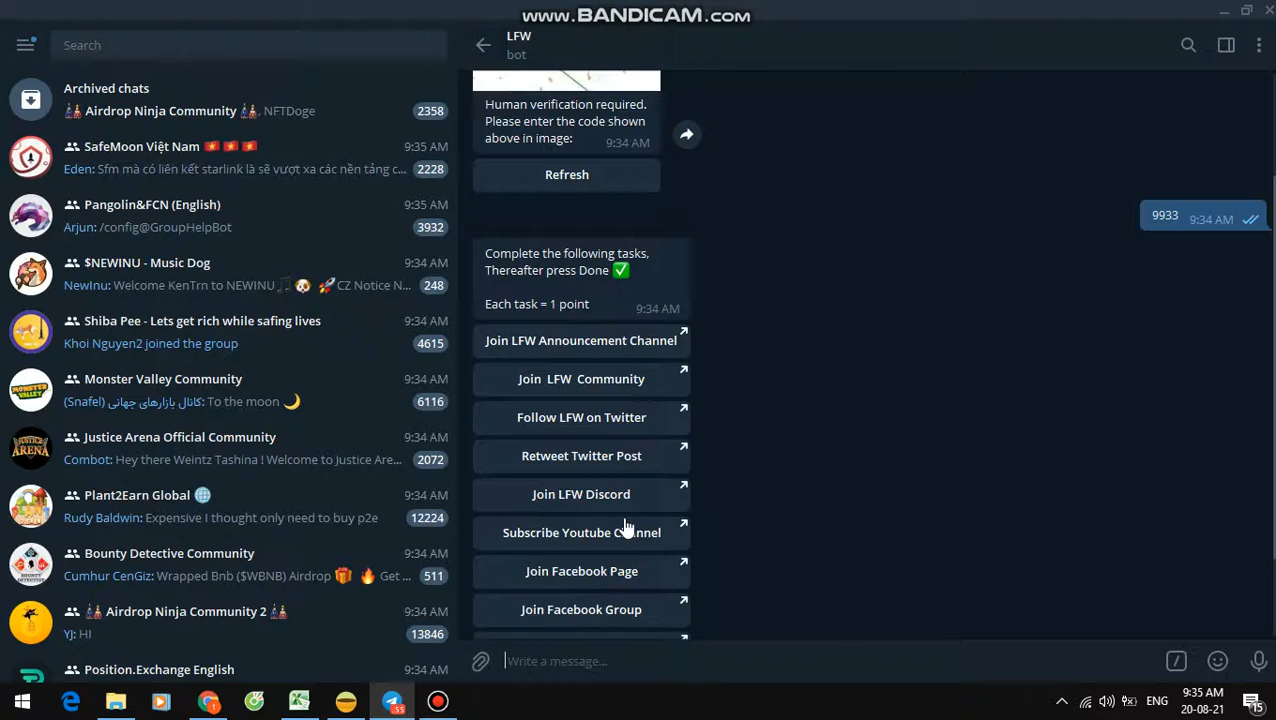 www.BANDICAM.com
Search
LFW
bot
Archived chats
Airdrop Ninja Community , NFTDoge
2358
SafeMoon Việt Nam
9:35 AM
Eden: Sfm mà có liên kết starlink là sẽ vượt xa các nền tảng c...
2228
Pangolin&FCN (English)
9:35 AM
Arjun: /config@GroupHelpBot
3932
$NEWINU - Music Dog
9:34 AM
NewInu: Welcome KenTrn to NEWINU🎵🐶 🚀CZ Notice N...
248
Shiba Pee - Lets get rich while safing lives
9:34 AM
Khoi Nguyen2 joined the group
4615
Monster Valley Community
9:34 AM
(Snafel) کانال بازارهای جهانی: To the moon 🌙
6116
Justice Arena Official Community
9:34 AM
Combot: Hey there Weintz Tashina ! Welcome to Justice Are...
2072
Plant2Earn Global 🌐
9:34 AM
Rudy Baldwin: Expensive I thought only need to buy p2e
12224
Bounty Detective Community
9:34 AM
Cumhur CenGiz: Wrapped Bnb ($WBNB) Airdrop 🎁 🔥 Get ...
511
Airdrop Ninja Community 2
9:34 AM
YJ: HI
13846
Position.Exchange English
9:34 AM
Human verification required.
Please enter the code shown
above in image:
9:34 AM
Refresh
9933
9:34 AM
Complete the following tasks,
Thereafter press Done ✅
Each task = 1 point
9:34 AM
Join LFW Announcement Channel
Join LFW Community
Follow LFW on Twitter
Retweet Twitter Post
Join LFW Discord
Subscribe Youtube Channel
Join Facebook Page
Join Facebook Group
Write a message...
ENG
9:35 AM
20-08-21
15
55
MONSTER VALLEY
JUSTICE ARENA
BOUNTY DETECTIVE